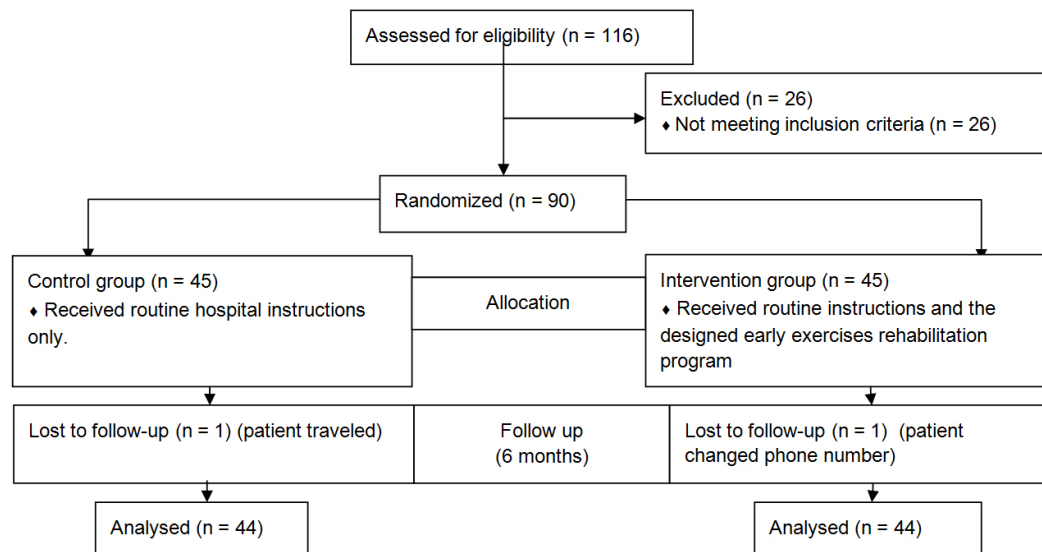 Assessed for eligibility (n = 116)
Excluded (n = 26)
♦ Not meeting inclusion criteria (n = 26)
Randomized (n = 90)
Control group (n = 45)
♦ Received routine hospital instructions
only.
Allocation
Intervention group (n = 45)
♦ Received routine instructions and the
designed early exercises rehabilitation
program
Lost to follow-up (n = 1) (patient traveled)
Follow up
(6 months)
Lost to follow-up (n = 1) (patient
changed phone number)
Analysed (n = 44)
Analysed (n = 44)